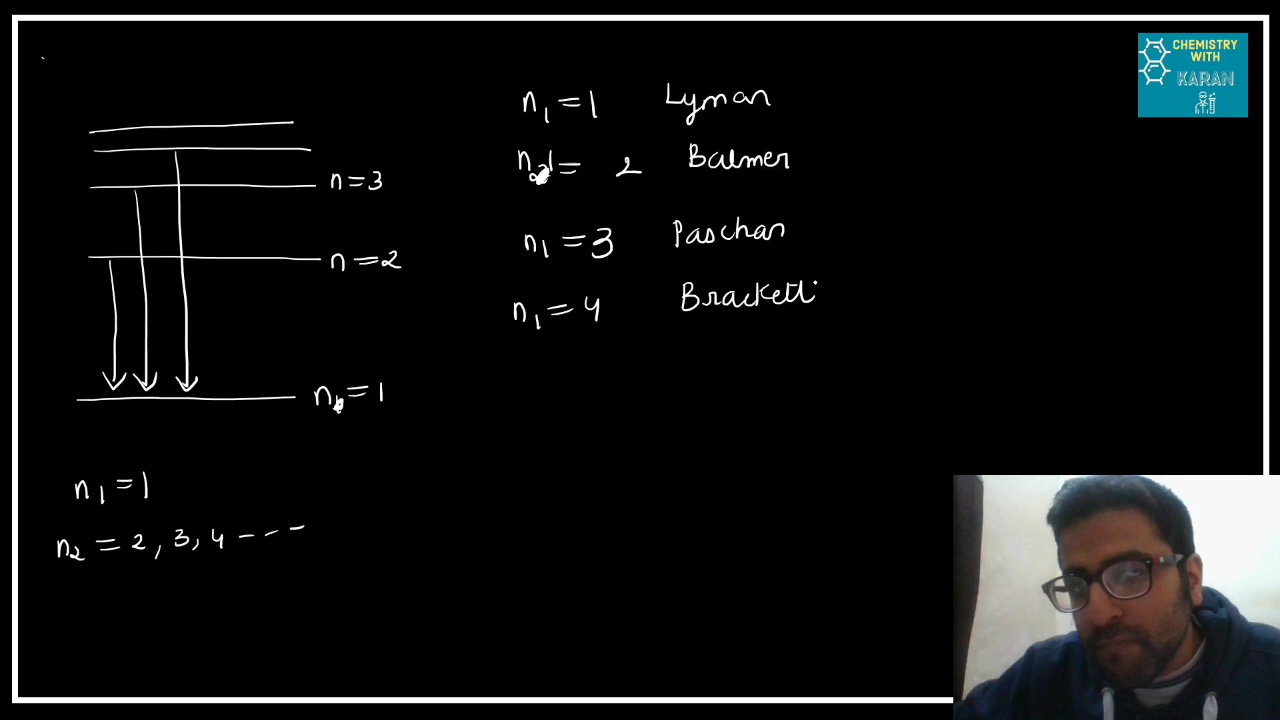 CHEMISTRY
WITH
KARAN
n₁ = 1 Lyman
n₁ = 2 Balmer
n₁ = 3 Paschan
n₁ = 4 Brackett
n = 3
n = 2
n = 1
n₁ = 1
n₂ = 2, 3, 4 - - -